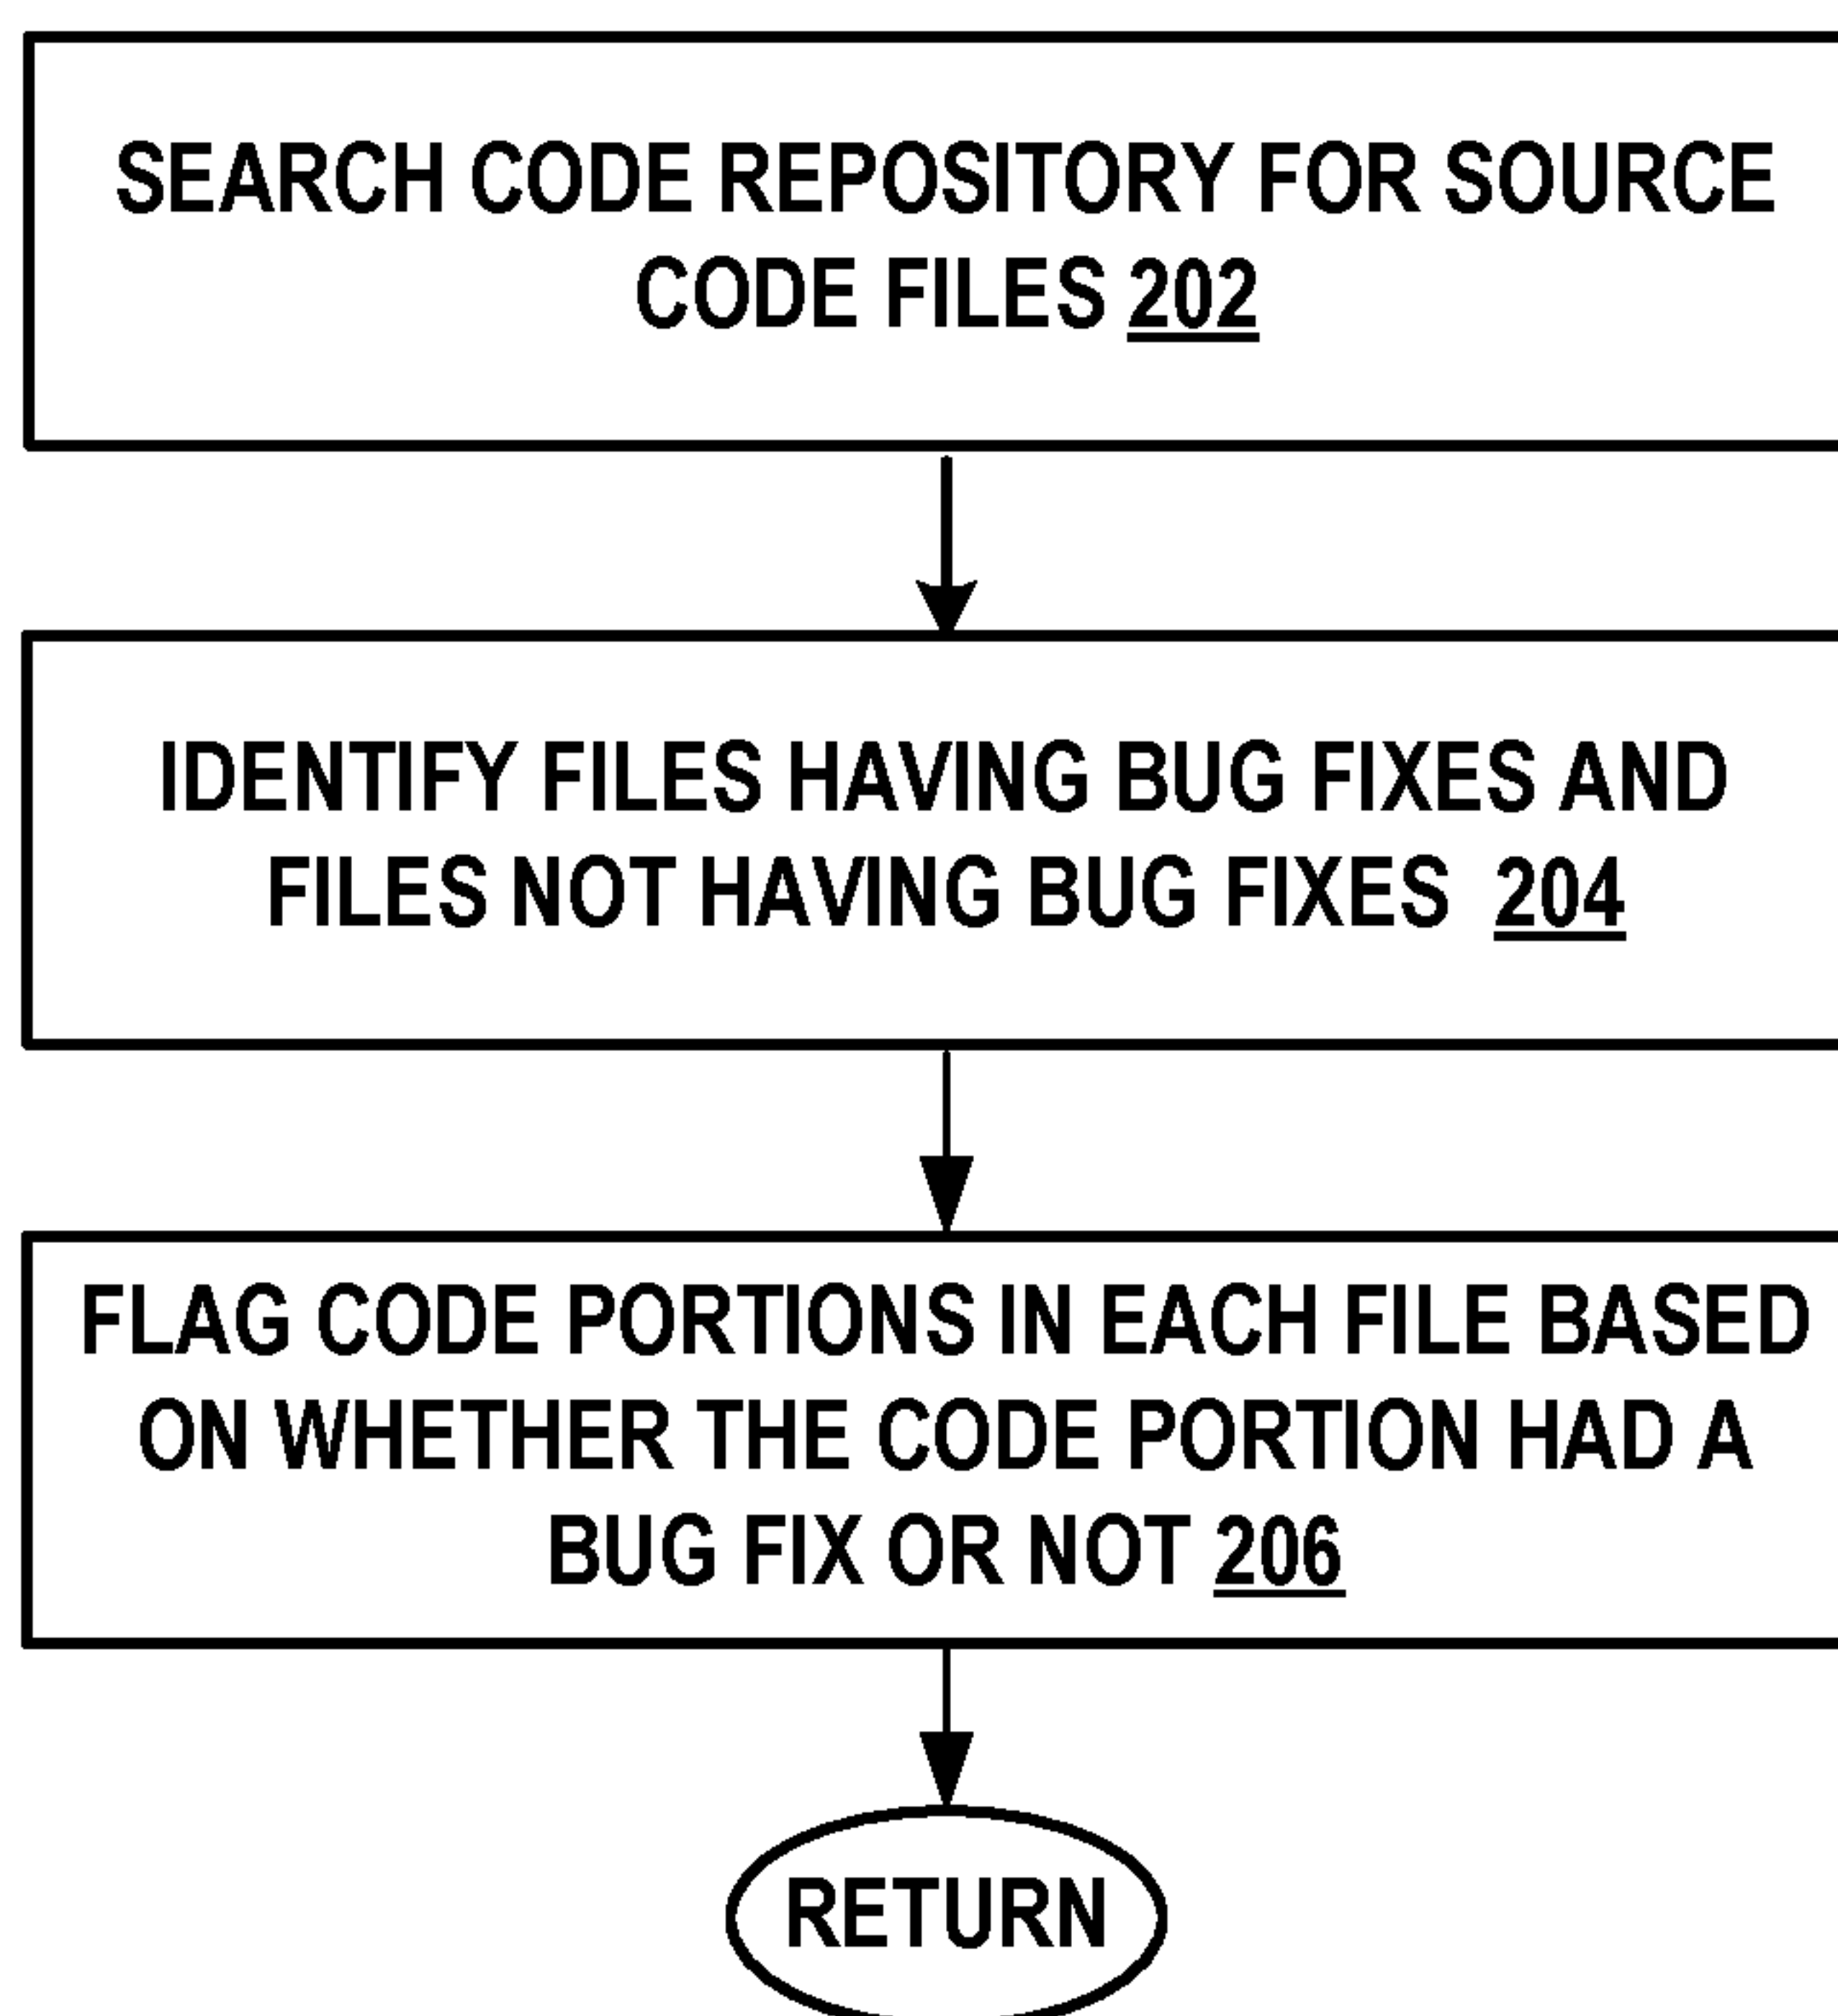 SEARCH CODE REPOSITORY FOR SOURCE
CODE FILES 202
IDENTIFY FILES HAVING BUG FIXES AND
FILES NOT HAVING BUG FIXES 204
FLAG CODE PORTIONS IN EACH FILE BASED
ON WHETHER THE CODE PORTION HAD A
BUG FIX OR NOT 206
RETURN